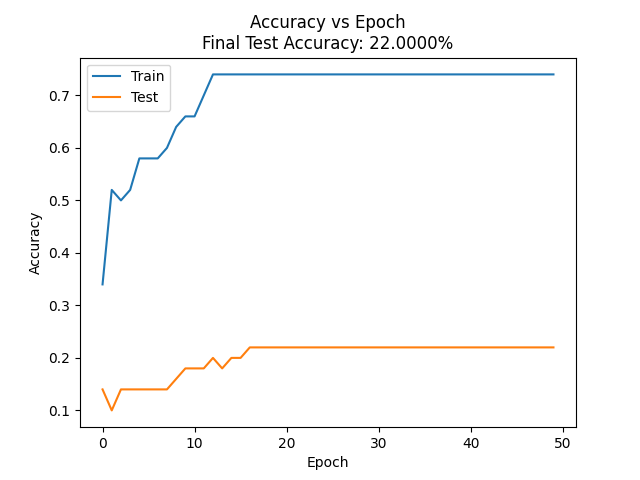 Accuracy vs Epoch
Final Test Accuracy: 22.0000%
Train
Test
Accuracy
0.7
0.6
0.5
0.4
0.3
0.2
0.1
0 10 20 30 40 50
Epoch